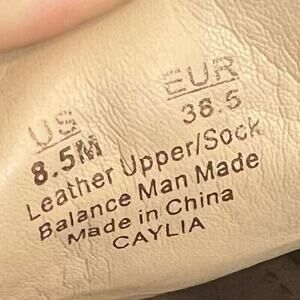 US EUR
8.5M 38.5
Leather Upper/Sock
Balance Man Made
Made in China
CAYLIA